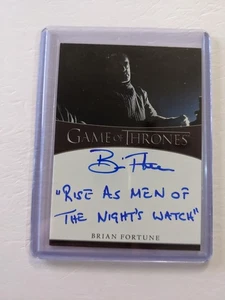 GAME OF THRONES
"RISE AS MEN OF
THE NIGHT'S WATCH"
BRIAN FORTUNE